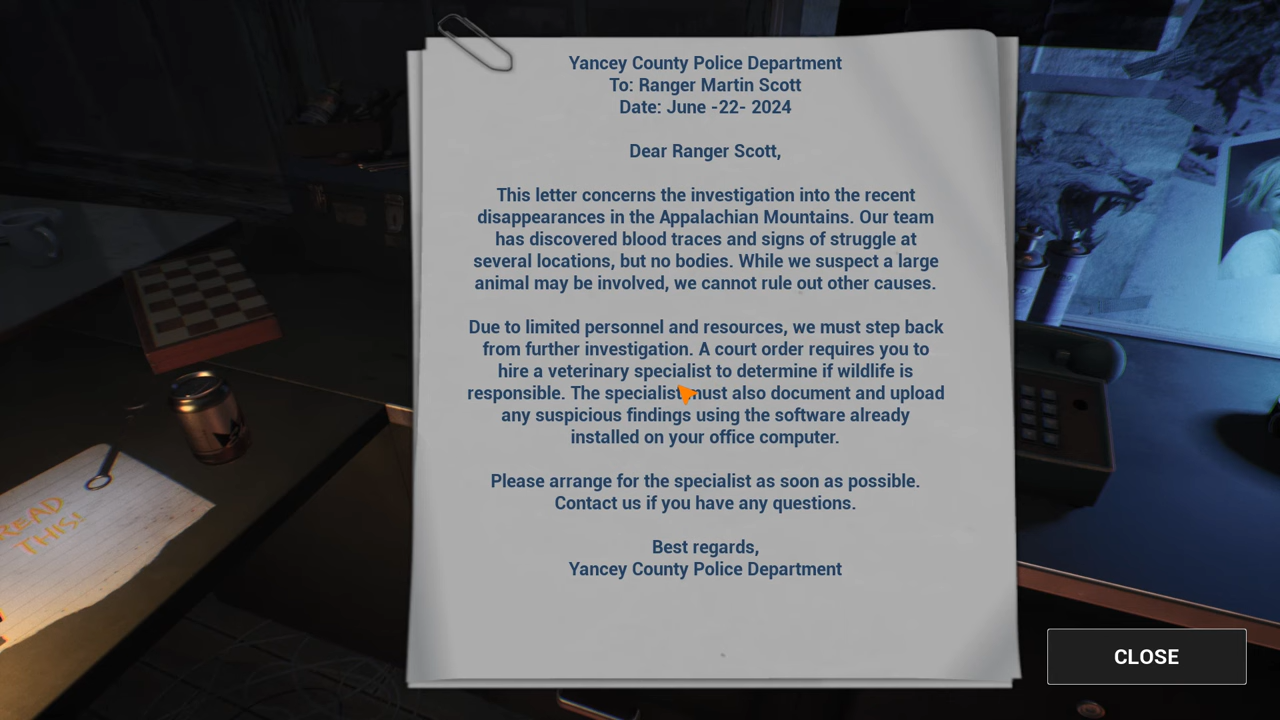 Yancey County Police Department
To: Ranger Martin Scott
Date: June -22- 2024
Dear Ranger Scott,
This letter concerns the investigation into the recent
disappearances in the Appalachian Mountains. Our team
has discovered blood traces and signs of struggle at
several locations, but no bodies. While we suspect a large
animal may be involved, we cannot rule out other causes.
Due to limited personnel and resources, we must step back
from further investigation. A court order requires you to
hire a veterinary specialist to determine if wildlife is
responsible. The specialist must also document and upload
any suspicious findings using the software already
installed on your office computer.
Please arrange for the specialist as soon as possible.
Contact us if you have any questions.
Best regards,
Yancey County Police Department
READ
THIS!
CLOSE